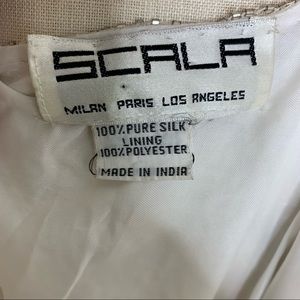 SCALA
MILAN PARIS LOS ANGELES
100% PURE SILK
LINING
100% POLYESTER
MADE IN INDIA